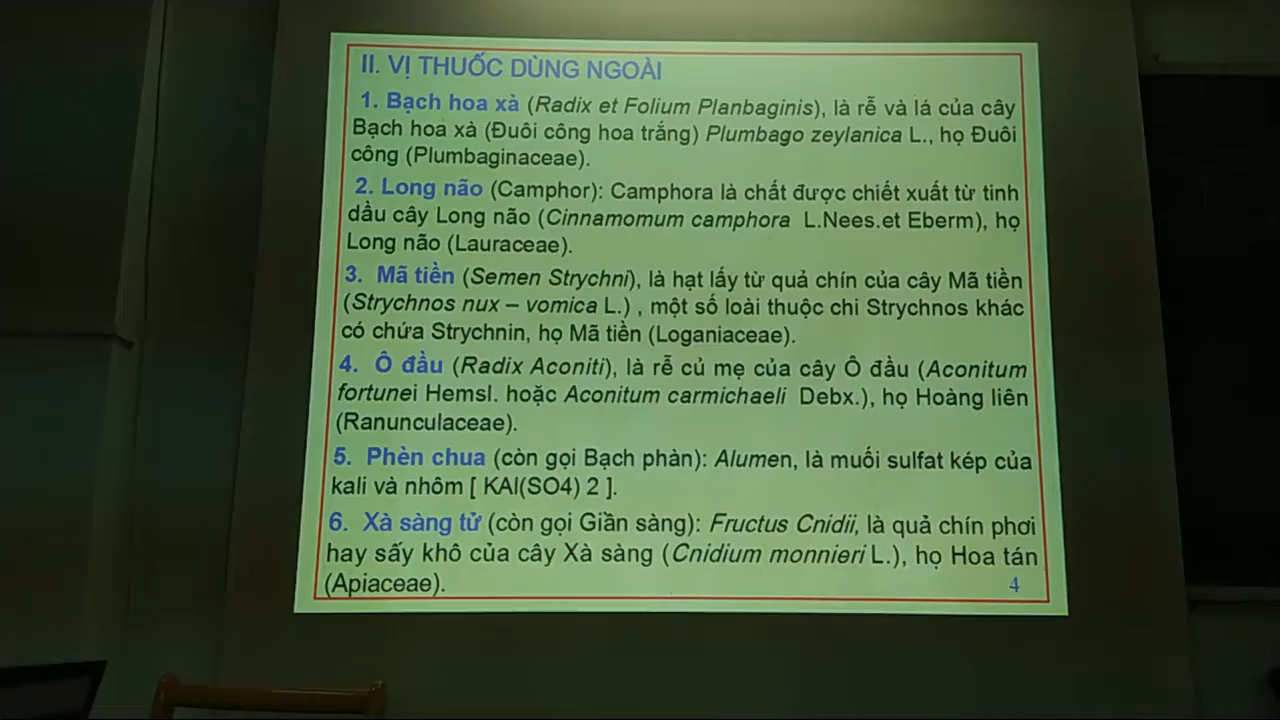 II. VỊ THUỐC DÙNG NGOÀI
1. Bạch hoa xà (Radix et Folium Planbaginis), là rễ và lá của cây
Bạch hoa xà (Đuôi công hoa trắng) Plumbago zeylanica L., họ Đuôi
công (Plumbaginaceae).
2. Long não (Camphor): Camphora là chất được chiết xuất từ tinh
dầu cây Long não (Cinnamomum camphora L.Nees.et Eberm), họ
Long não (Lauraceae).
3. Mã tiền (Semen Strychni), là hạt lấy từ quả chín của cây Mã tiền
(Strychnos nux – vomica L.) , một số loài thuộc chi Strychnos khác
có chứa Strychnin, họ Mã tiền (Loganiaceae).
4. Ô đầu (Radix Aconiti), là rễ củ mẹ của cây Ô đầu (Aconitum
fortunei Hemsl. hoặc Aconitum carmichaeli Debx.), họ Hoàng liên
(Ranunculaceae).
5. Phèn chua (còn gọi Bạch phàn): Alumen, là muối sulfat kép của
kali và nhôm [ KAl(SO4) 2 ].
6. Xà sàng tử (còn gọi Giần sàng): Fructus Cnidii, là quả chín phơi
hay sấy khô của cây Xà sàng (Cnidium monnieri L.), họ Hoa tán
(Apiaceae).
4